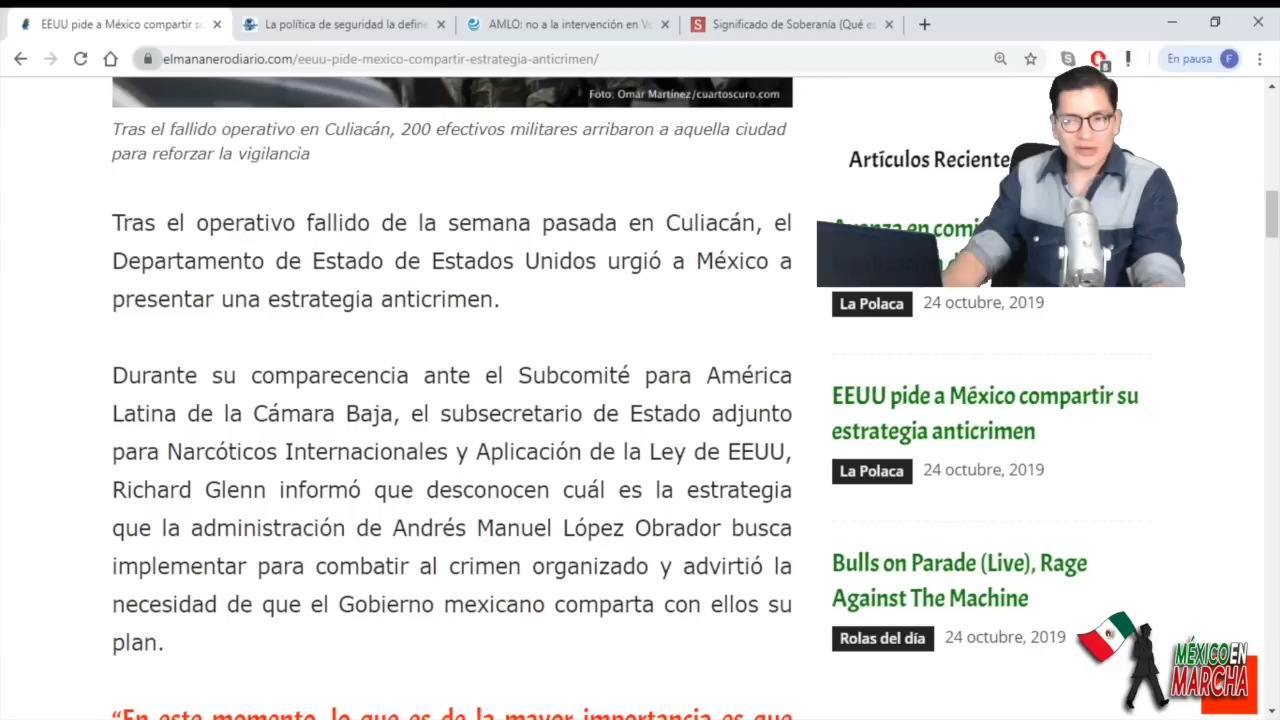 EEUU pide a México compartir su
La política de seguridad la define
AMLO: no a la intervención en Ve
Significado de Soberanía (Qué es
elmananerodiario.com/eeuu-pide-mexico-compartir-estrategia-anticrimen/
En pausa
F
Foto: Omar Martínez/cuartoscuro.com
Tras el fallido operativo en Culiacán, 200 efectivos militares arribaron a aquella ciudad
para reforzar la vigilancia
Tras el operativo fallido de la semana pasada en Culiacán, el
Departamento de Estado de Estados Unidos urgió a México a
presentar una estrategia anticrimen.
Durante su comparecencia ante el Subcomité para América
Latina de la Cámara Baja, el subsecretario de Estado adjunto
para Narcóticos Internacionales y Aplicación de la Ley de EEUU,
Richard Glenn informó que desconocen cuál es la estrategia
que la administración de Andrés Manuel López Obrador busca
implementar para combatir al crimen organizado y advirtió la
necesidad de que el Gobierno mexicano comparta con ellos su
plan.
“En este momento, lo que es de la mayor importancia es que
Artículos Reciente
Avanza en comi
La Polaca 24 octubre, 2019
EEUU pide a México compartir su
estrategia anticrimen
La Polaca 24 octubre, 2019
Bulls on Parade (Live), Rage
Against The Machine
Rolas del día 24 octubre, 2019
MÉXICO EN
MARCHA